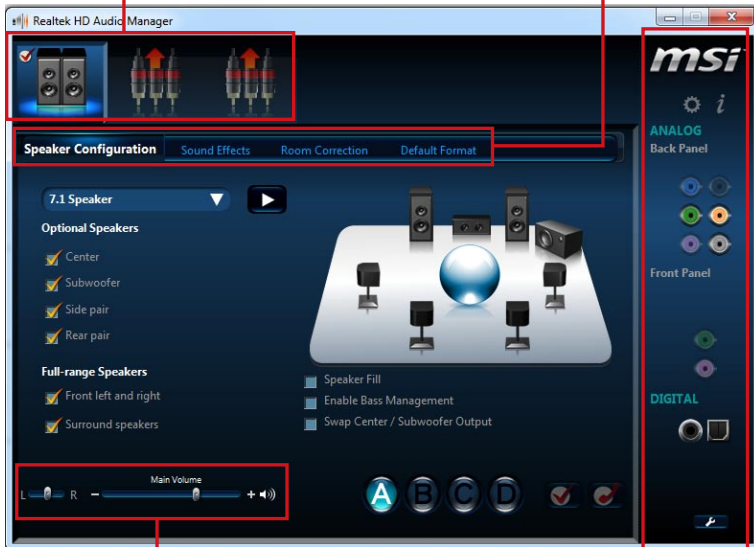 Realtek HD Audio Manager
msi
i
ANALOG
Back Panel
Speaker Configuration Sound Effects Room Correction Default Format
7.1 Speaker
Optional Speakers
Center
Subwoofer
Side pair
Rear pair
Front Panel
Full-range Speakers
Front left and right
Surround speakers
Speaker Fill
Enable Bass Management
Swap Center / Subwoofer Output
DIGITAL
Main Volume
L R - +
A B C D